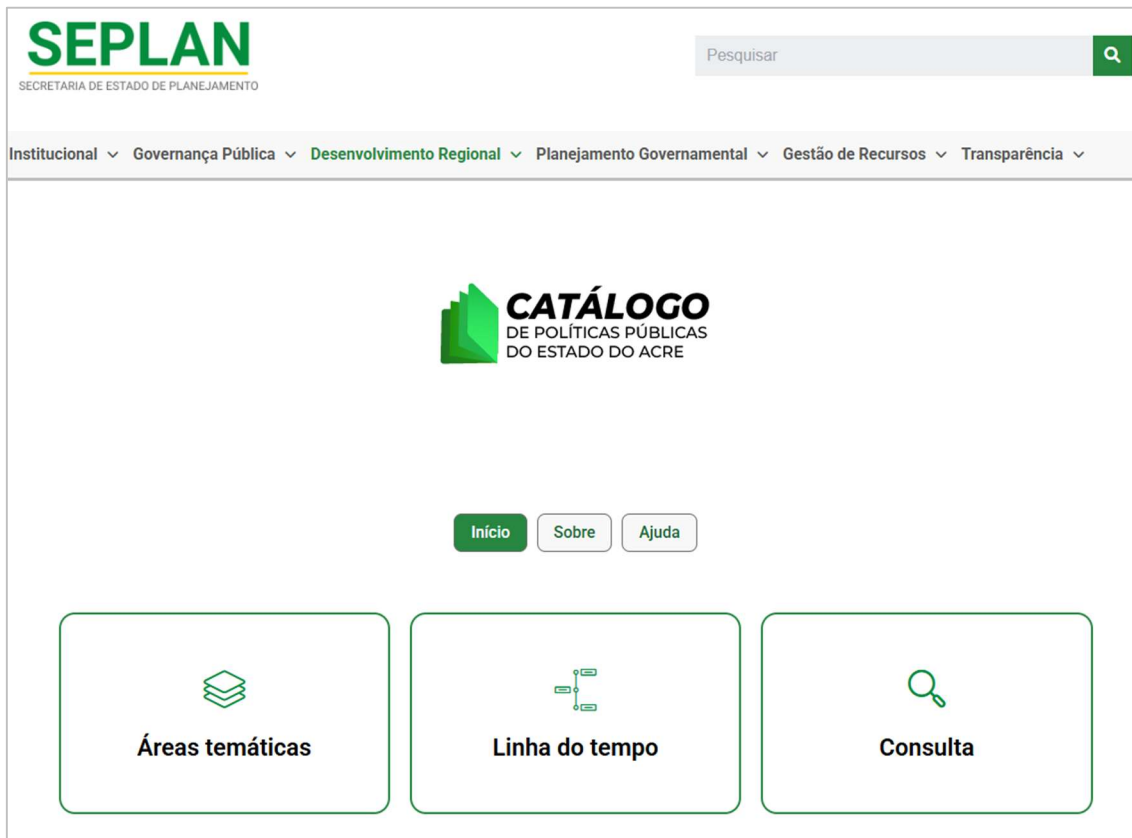 SEPLAN
SECRETARIA DE ESTADO DE PLANEJAMENTO
Pesquisar
Institucional Governança Pública Desenvolvimento Regional Planejamento Governamental Gestão de Recursos Transparência
CATÁLOGO
DE POLÍTICAS PÚBLICAS
DO ESTADO DO ACRE
Início Sobre Ajuda
Áreas temáticas Linha do tempo Consulta